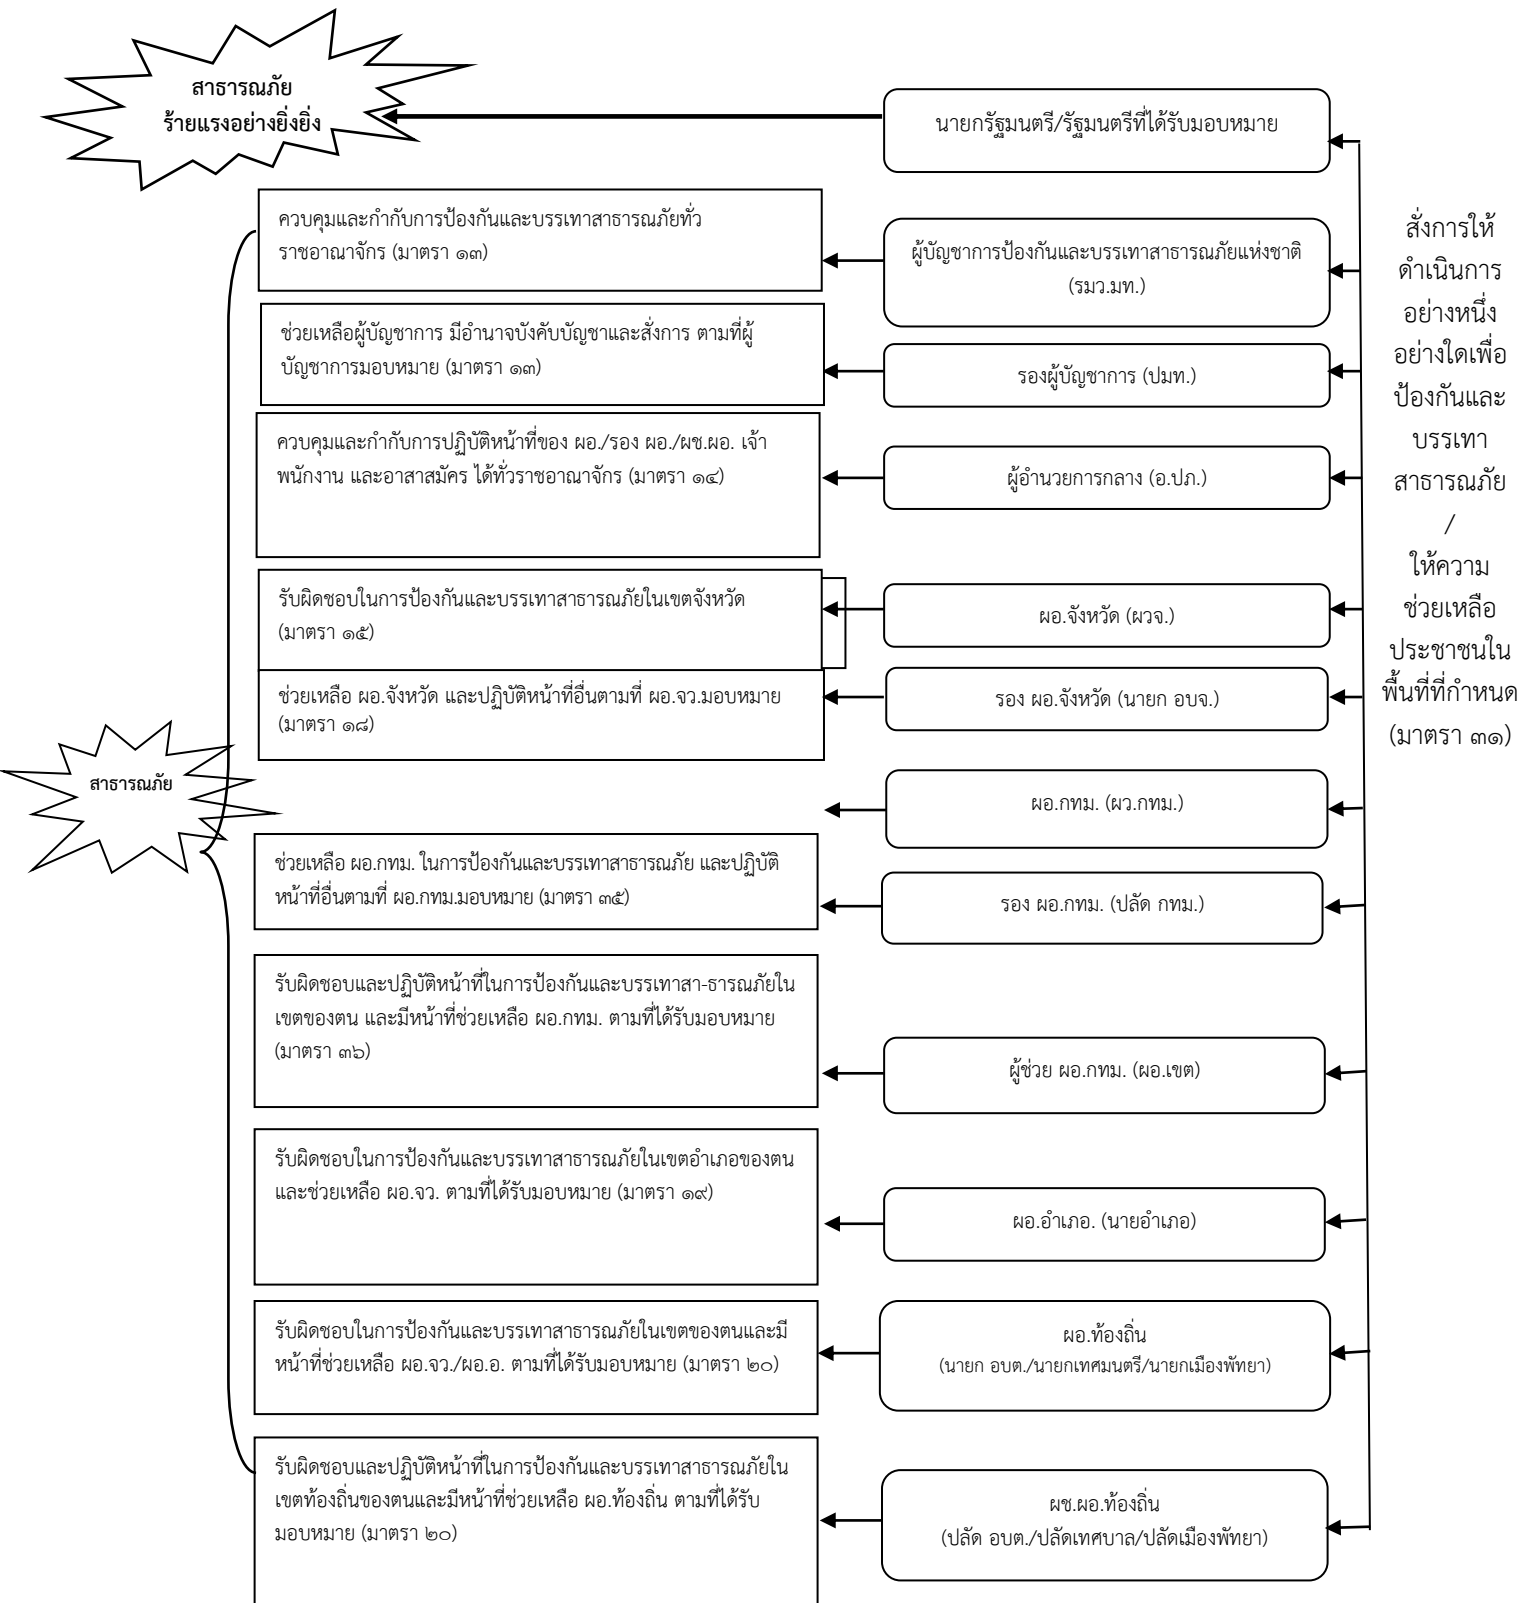 สาธารณภัย
ร้ายแรงอย่างยิ่งยิ่ง
นายกรัฐมนตรี/รัฐมนตรีที่ได้รับมอบหมาย
ควบคุมและกำกับการป้องกันและบรรเทาสาธารณภัยทั่ว
ราชอาณาจักร (มาตรา ๑๓)
ผู้บัญชาการป้องกันและบรรเทาสาธารณภัยแห่งชาติ
(รมว.มท.)
ช่วยเหลือผู้บัญชาการ มีอำนาจบังคับบัญชาและสั่งการ ตามที่ผู้
บัญชาการมอบหมาย (มาตรา ๑๓)
รองผู้บัญชาการ (ปมท.)
ควบคุมและกำกับการปฏิบัติหน้าที่ของ ผอ./รอง ผอ./ผช.ผอ. เจ้า
พนักงาน และอาสาสมัคร ได้ทั่วราชอาณาจักร (มาตรา ๑๔)
ผู้อำนวยการกลาง (อ.ปภ.)
รับผิดชอบในการป้องกันและบรรเทาสาธารณภัยในเขตจังหวัด
(มาตรา ๑๕)
ผอ.จังหวัด (ผวจ.)
ช่วยเหลือ ผอ.จังหวัด และปฏิบัติหน้าที่อื่นตามที่ ผอ.จว.มอบหมาย
(มาตรา ๑๘)
รอง ผอ.จังหวัด (นายก อบจ.)
สั่งการให้
ดำเนินการ
อย่างหนึ่ง
อย่างใดเพื่อ
ป้องกันและ
บรรเทา
สาธารณภัย
/
ให้ความ
ช่วยเหลือ
ประชาชนใน
พื้นที่ที่กำหนด
(มาตรา ๓๑)
สาธารณภัย
ผอ.กทม. (ผว.กทม.)
ช่วยเหลือ ผอ.กทม. ในการป้องกันและบรรเทาสาธารณภัย และปฏิบัติ
หน้าที่อื่นตามที่ ผอ.กทม.มอบหมาย (มาตรา ๓๕)
รอง ผอ.กทม. (ปลัด กทม.)
รับผิดชอบและปฏิบัติหน้าที่ในการป้องกันและบรรเทาสา-ธารณภัยใน
เขตของตน และมีหน้าที่ช่วยเหลือ ผอ.กทม. ตามที่ได้รับมอบหมาย
(มาตรา ๓๖)
ผู้ช่วย ผอ.กทม. (ผอ.เขต)
รับผิดชอบในการป้องกันและบรรเทาสาธารณภัยในเขตอำเภอของตน
และช่วยเหลือ ผอ.จว. ตามที่ได้รับมอบหมาย (มาตรา ๑๙)
ผอ.อำเภอ. (นายอำเภอ)
รับผิดชอบในการป้องกันและบรรเทาสาธารณภัยในเขตของตนและมี
หน้าที่ช่วยเหลือ ผอ.จว./ผอ.อ. ตามที่ได้รับมอบหมาย (มาตรา ๒๐)
ผอ.ท้องถิ่น
(นายก อบต./นายกเทศมนตรี/นายกเมืองพัทยา)
รับผิดชอบและปฏิบัติหน้าที่ในการป้องกันและบรรเทาสาธารณภัยใน
เขตท้องถิ่นของตนและมีหน้าที่ช่วยเหลือ ผอ.ท้องถิ่น ตามที่ได้รับ
มอบหมาย (มาตรา ๒๐)
ผช.ผอ.ท้องถิ่น
(ปลัด อบต./ปลัดเทศบาล/ปลัดเมืองพัทยา)